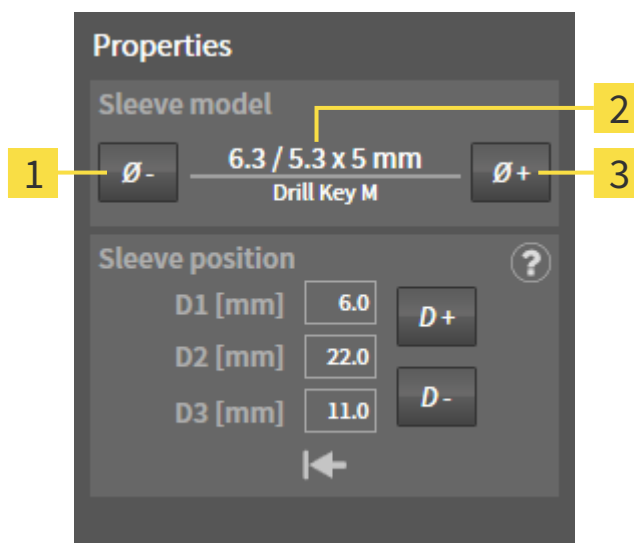 Properties
Sleeve model
2
1
Ø -
6.3 / 5.3 x 5 mm
Ø +
3
Drill Key M
Sleeve position
?
D1 [mm] 6.0
D +
D2 [mm] 22.0
D3 [mm] 11.0
D -